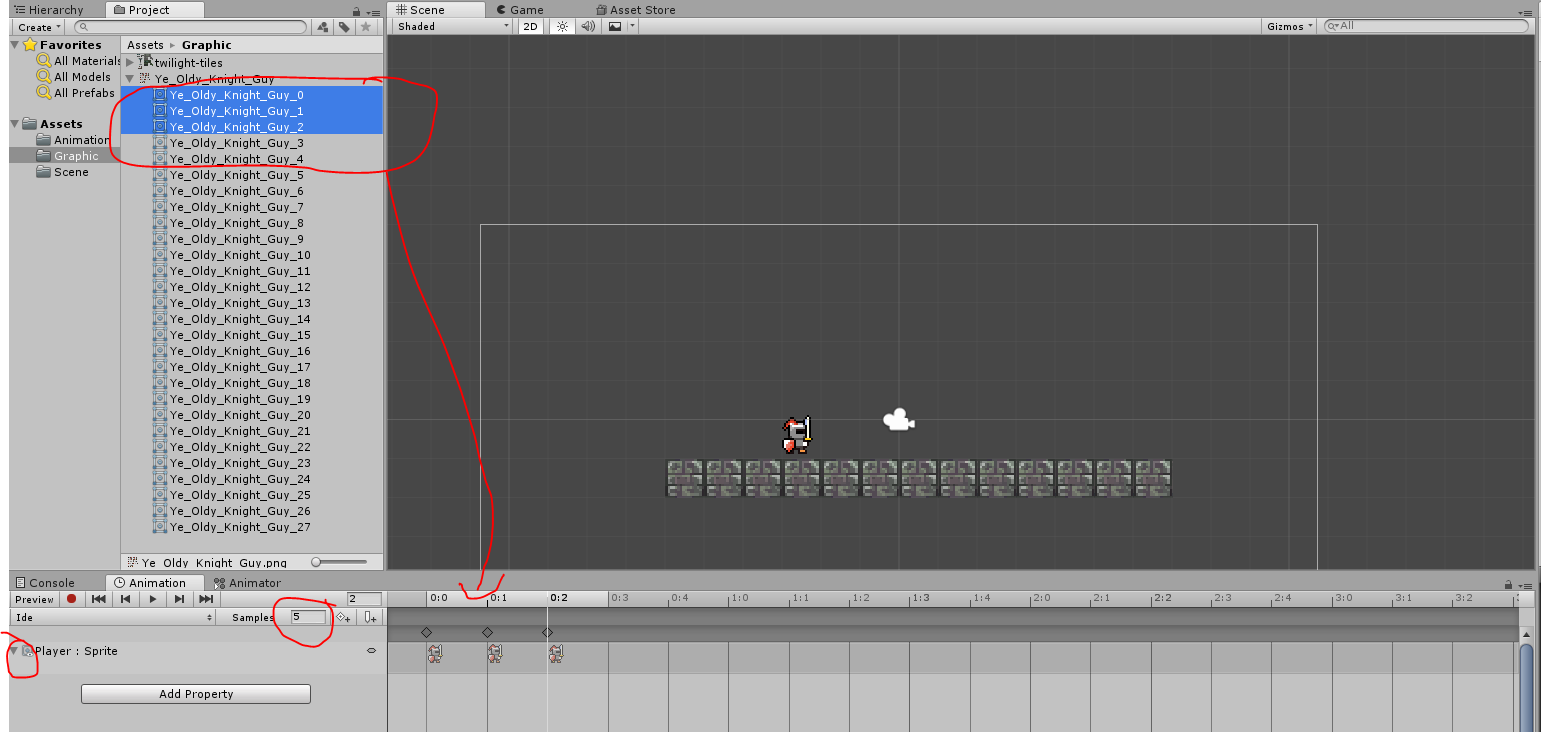 Hierarchy Project Scene Game Asset Store
Create Shaded 2D Gizmos All
Favorites
All Materials
All Models
All Prefabs
Assets
Animation
Graphic
Scene
Assets ▸ Graphic
twilight-tiles
Ye_Oldy_Knight_Guy
Ye_Oldy_Knight_Guy_0
Ye_Oldy_Knight_Guy_1
Ye_Oldy_Knight_Guy_2
Ye_Oldy_Knight_Guy_3
Ye_Oldy_Knight_Guy_4
Ye_Oldy_Knight_Guy_5
Ye_Oldy_Knight_Guy_6
Ye_Oldy_Knight_Guy_7
Ye_Oldy_Knight_Guy_8
Ye_Oldy_Knight_Guy_9
Ye_Oldy_Knight_Guy_10
Ye_Oldy_Knight_Guy_11
Ye_Oldy_Knight_Guy_12
Ye_Oldy_Knight_Guy_13
Ye_Oldy_Knight_Guy_14
Ye_Oldy_Knight_Guy_15
Ye_Oldy_Knight_Guy_16
Ye_Oldy_Knight_Guy_17
Ye_Oldy_Knight_Guy_18
Ye_Oldy_Knight_Guy_19
Ye_Oldy_Knight_Guy_20
Ye_Oldy_Knight_Guy_21
Ye_Oldy_Knight_Guy_22
Ye_Oldy_Knight_Guy_23
Ye_Oldy_Knight_Guy_24
Ye_Oldy_Knight_Guy_25
Ye_Oldy_Knight_Guy_26
Ye_Oldy_Knight_Guy_27
Ye_Oldy_Knight_Guy.png
Console Animation Animator
Preview 2 0:0 0:1 0:2 0:3 0:4 1:0 1:1 1:2 1:3 1:4 2:0 2:1 2:2 2:3 2:4 3:0 3:1 3:2
Ide Samples 5
Player : Sprite
Add Property